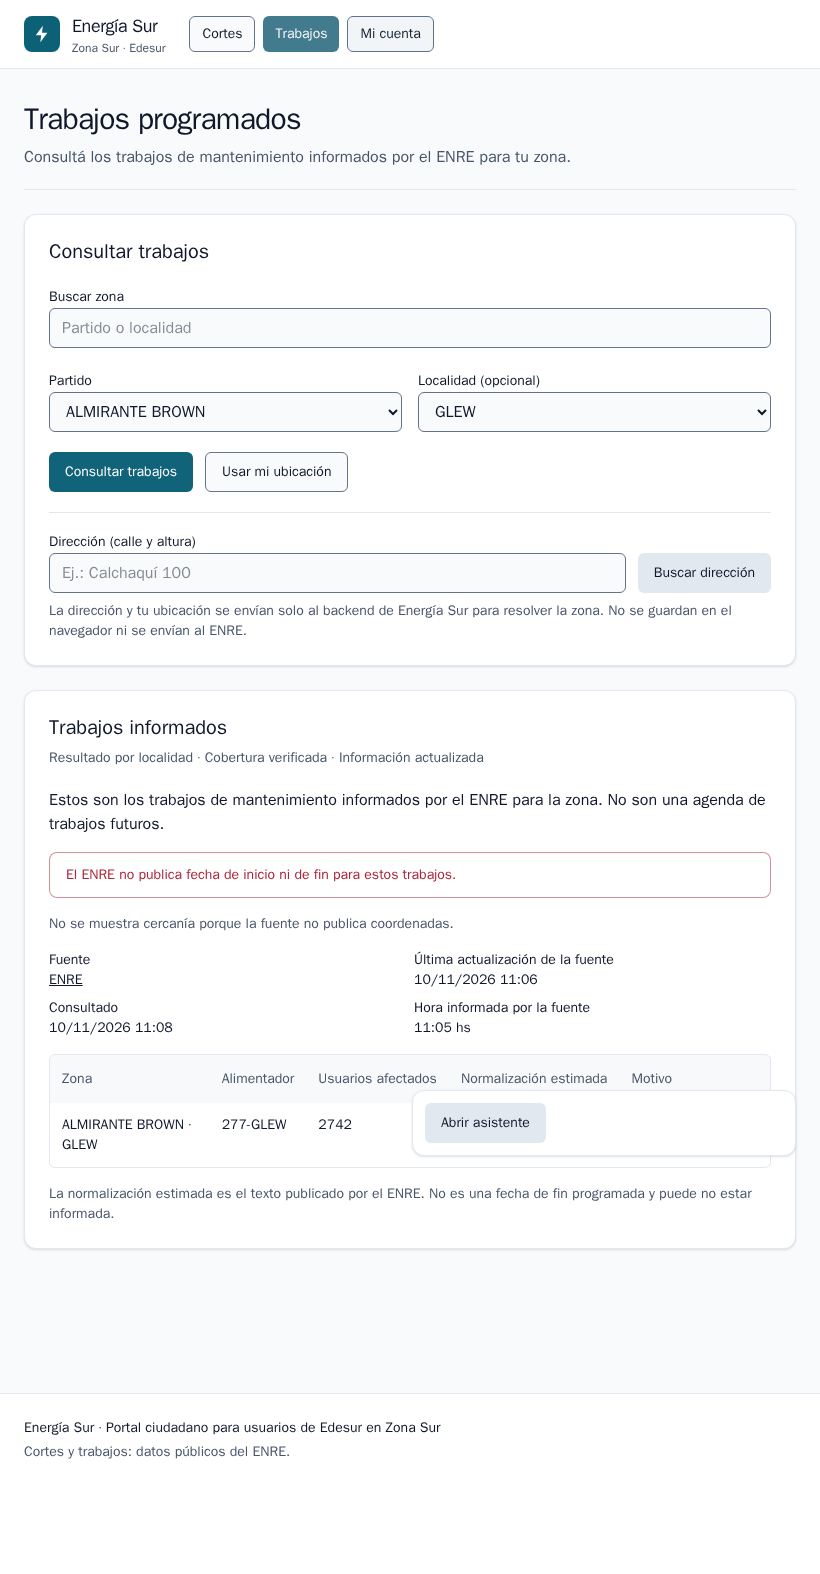 Energía Sur
Zona Sur · Edesur
Cortes
Trabajos
Mi cuenta
Trabajos programados
Consultá los trabajos de mantenimiento informados por el ENRE para tu zona.
Consultar trabajos
Buscar zona
Partido o localidad
Partido
Localidad (opcional)
ALMIRANTE BROWN
GLEW
Consultar trabajos
Usar mi ubicación
Dirección (calle y altura)
Ej.: Calchaquí 100
Buscar dirección
La dirección y tu ubicación se envían solo al backend de Energía Sur para resolver la zona. No se guardan en el
navegador ni se envían al ENRE.
Trabajos informados
Resultado por localidad · Cobertura verificada · Información actualizada
Estos son los trabajos de mantenimiento informados por el ENRE para la zona. No son una agenda de
trabajos futuros.
El ENRE no publica fecha de inicio ni de fin para estos trabajos.
No se muestra cercanía porque la fuente no publica coordenadas.
Fuente
ENRE
Última actualización de la fuente
10/11/2026 11:06
Consultado
10/11/2026 11:08
Hora informada por la fuente
11:05 hs
Zona Alimentador Usuarios afectados Normalización estimada Motivo
ALMIRANTE BROWN · 277-GLEW 2742
GLEW
Abrir asistente
La normalización estimada es el texto publicado por el ENRE. No es una fecha de fin programada y puede no estar
informada.
Energía Sur · Portal ciudadano para usuarios de Edesur en Zona Sur
Cortes y trabajos: datos públicos del ENRE.